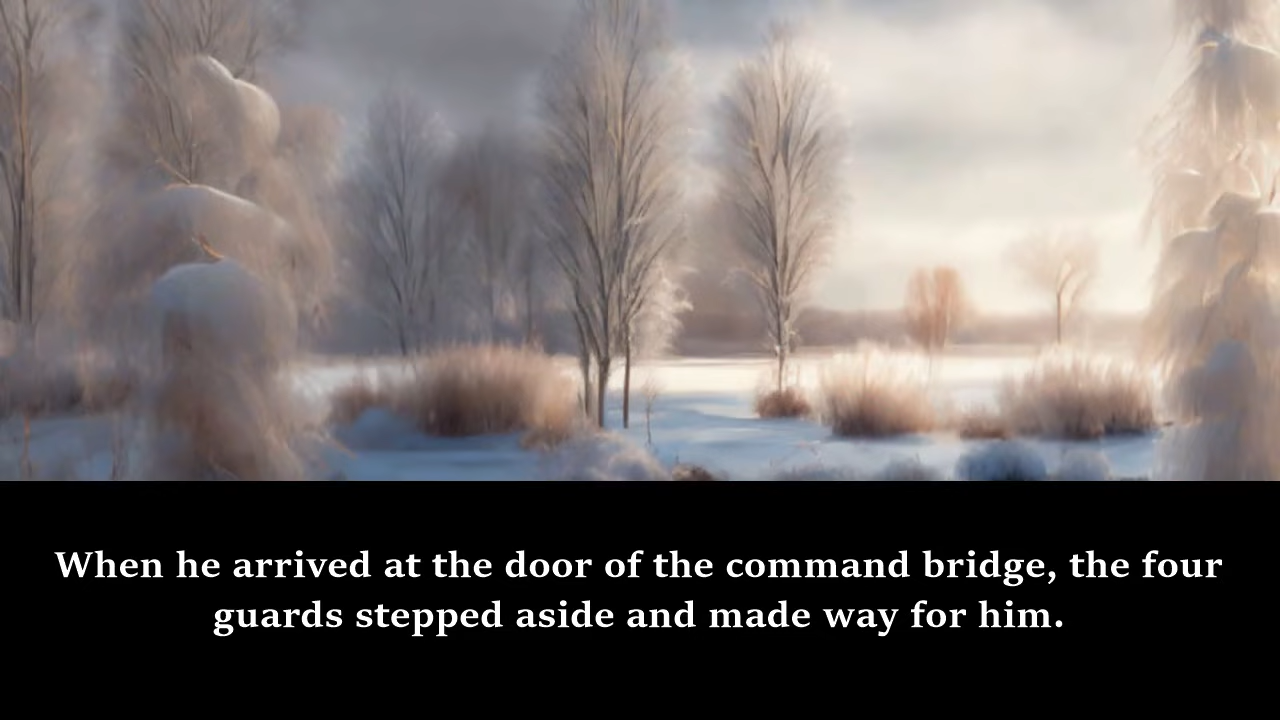 When he arrived at the door of the command bridge, the four
guards stepped aside and made way for him.